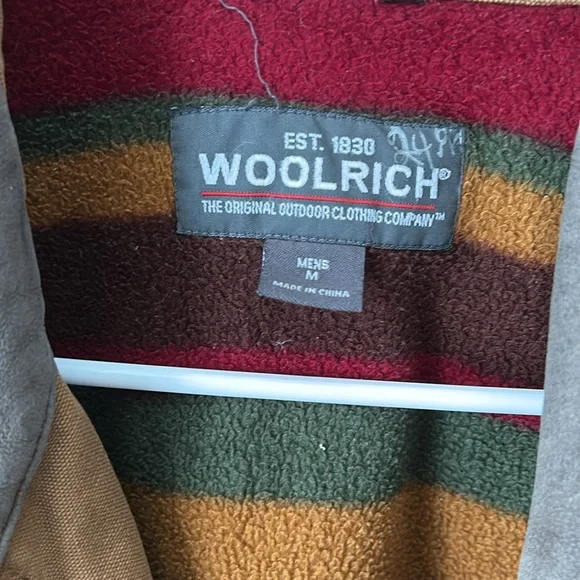 EST. 1830
WOOLRICH®
THE ORIGINAL OUTDOOR CLOTHING COMPANY™
MENS
M
MADE IN CHINA